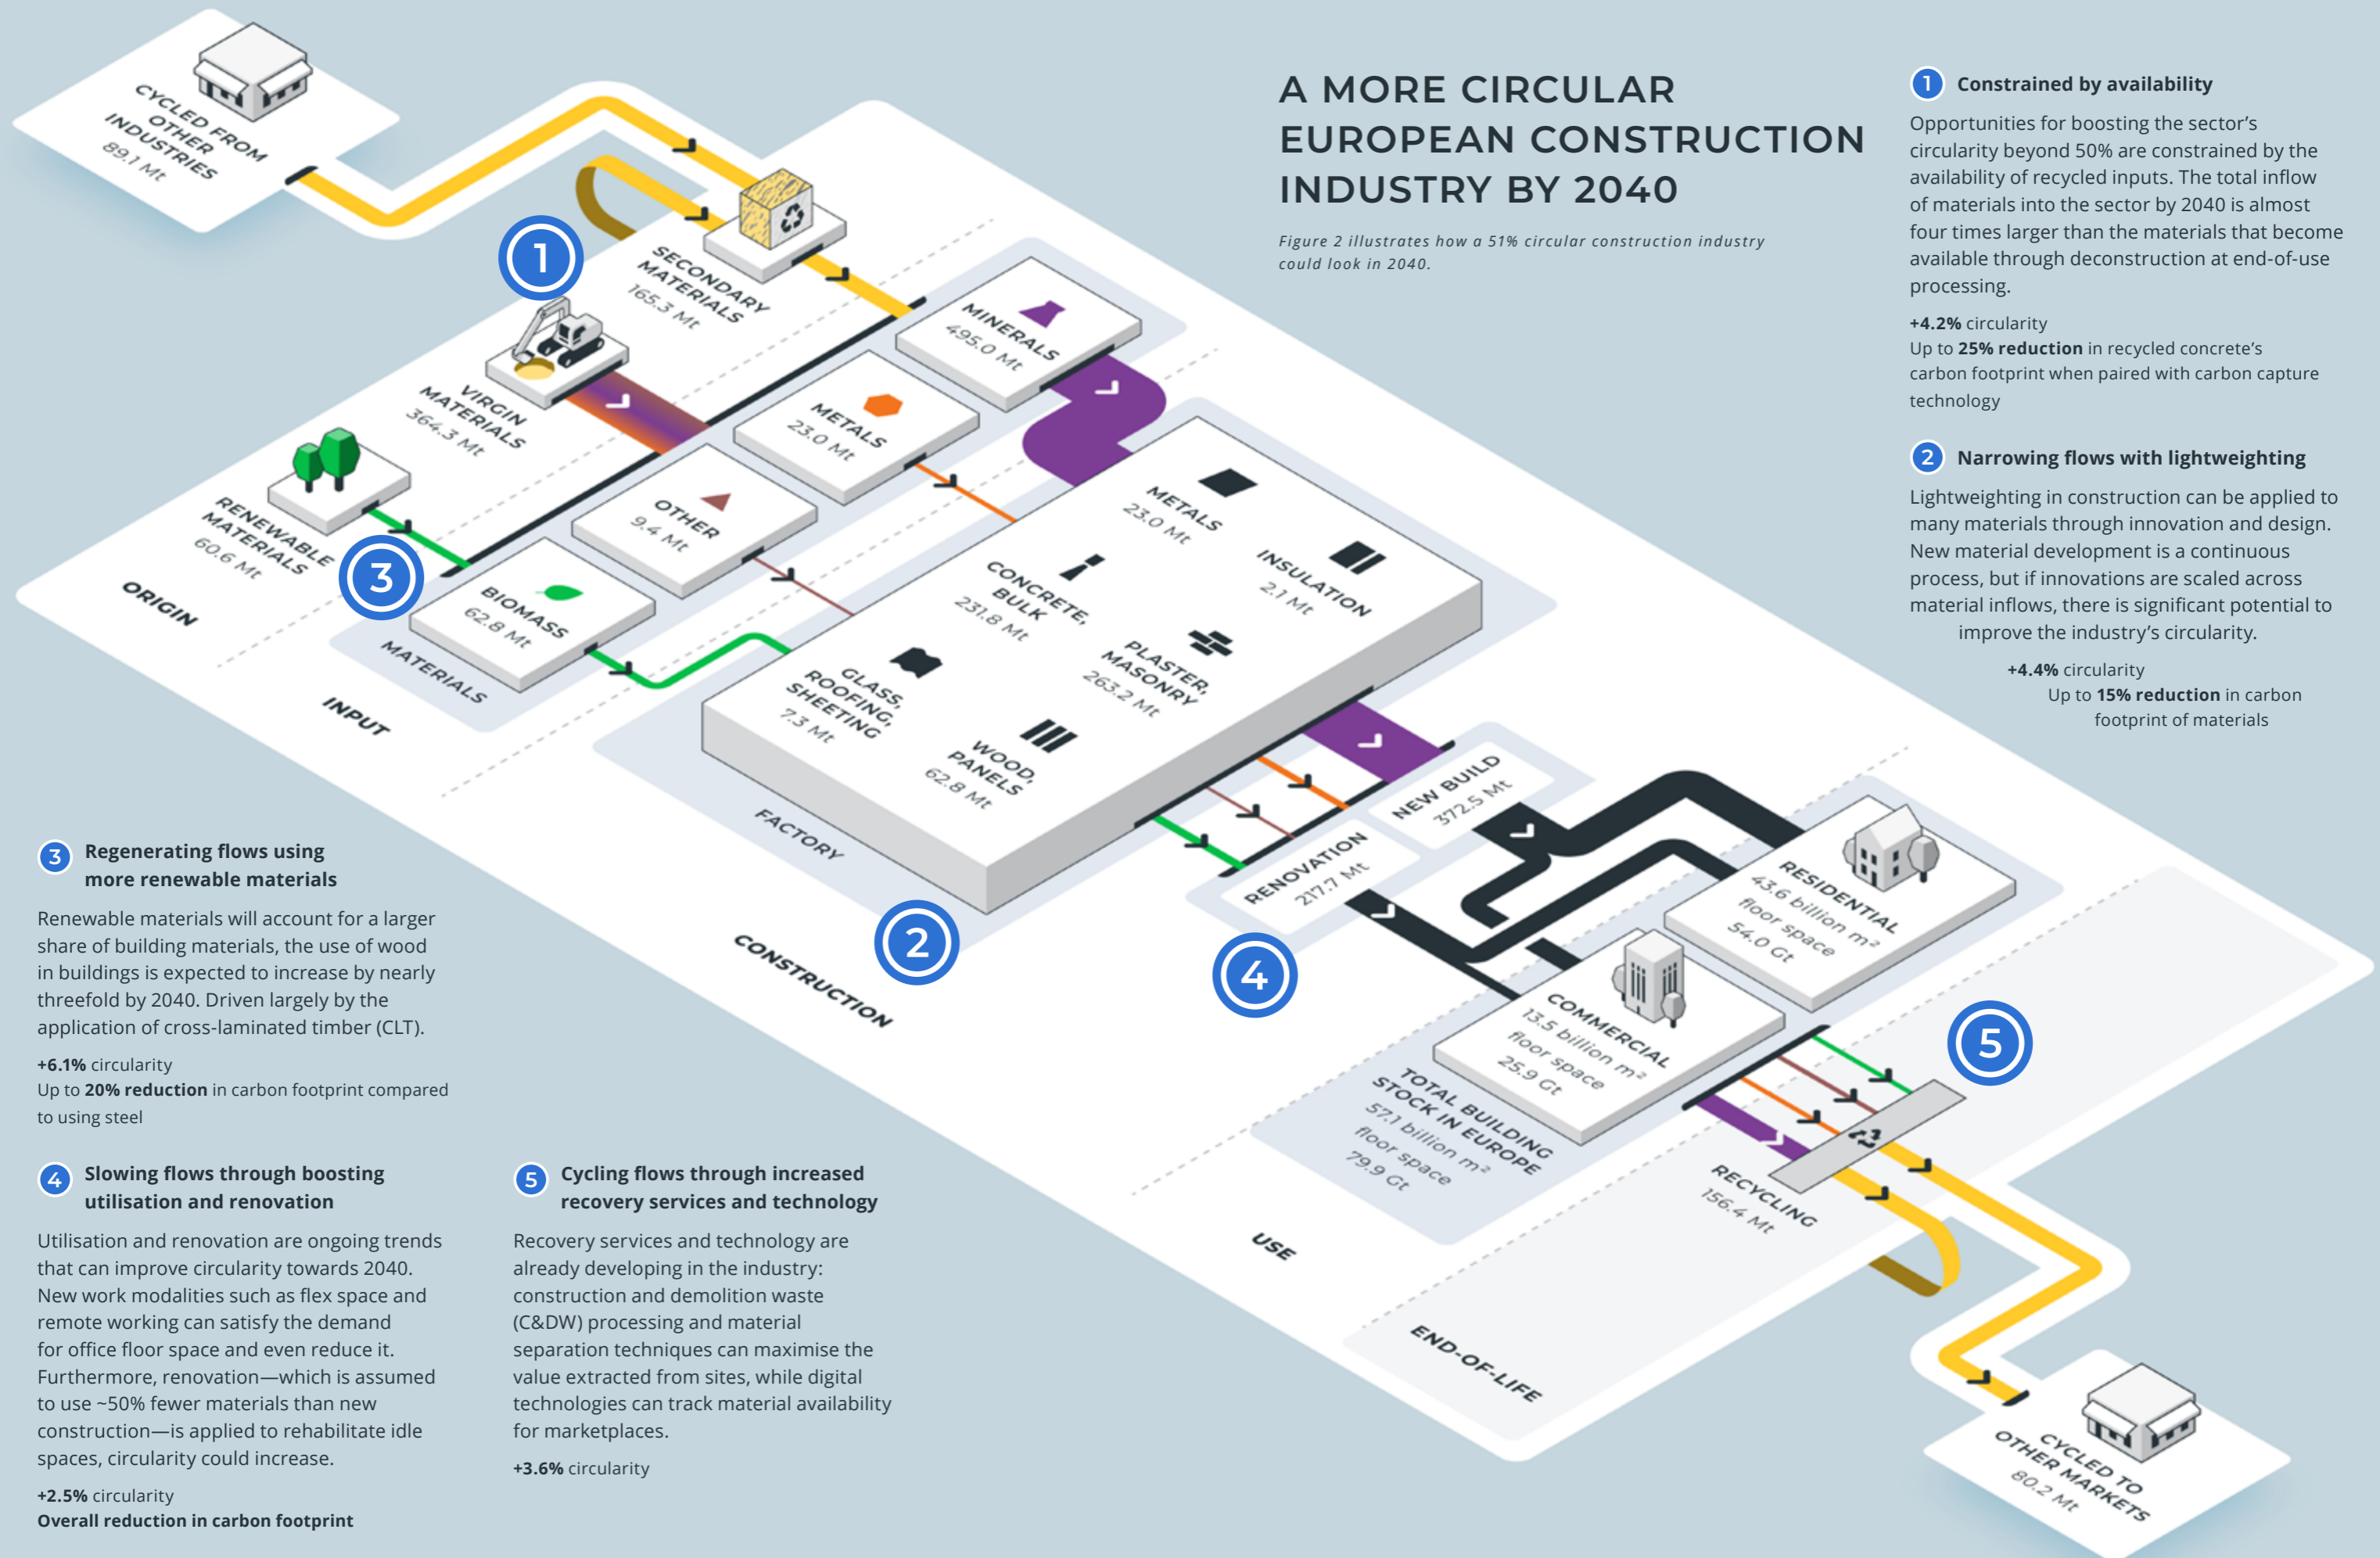 A MORE CIRCULAR
EUROPEAN CONSTRUCTION
INDUSTRY BY 2040
Figure 2 illustrates how a 51% circular construction industry
could look in 2040.
1 Constrained by availability
Opportunities for boosting the sector's
circularity beyond 50% are constrained by the
availability of recycled inputs. The total inflow
of materials into the sector by 2040 is almost
four times larger than the materials that become
available through deconstruction at end-of-use
processing.
+4.2% circularity
Up to 25% reduction in recycled concrete's
carbon footprint when paired with carbon capture
technology
2 Narrowing flows with lightweighting
Lightweighting in construction can be applied to
many materials through innovation and design.
New material development is a continuous
process, but if innovations are scaled across
material inflows, there is significant potential to
improve the industry's circularity.
+4.4% circularity
Up to 15% reduction in carbon
footprint of materials
CYCLED FROM
OTHER
INDUSTRIES
89.1 Mt
1
SECONDARY
MATERIALS
165.3 Mt
VIRGIN
MATERIALS
364.3 Mt
RENEWABLE
MATERIALS
60.6 Mt
ORIGIN
3
MINERALS
495.0 Mt
METALS
23.0 Mt
OTHER
9.4 Mt
BIOMASS
62.8 Mt
MATERIALS
INPUT
METALS
23.0 Mt
INSULATION
2.1 Mt
CONCRETE,
BULK
231.8 Mt
PLASTER,
MASONRY
263.2 Mt
GLASS,
ROOFING,
SHEETING
7.3 Mt
WOOD,
PANELS
62.8 Mt
FACTORY
2
CONSTRUCTION
NEW BUILD
372.5 Mt
RENOVATION
217.7 Mt
4
RESIDENTIAL
43.6 billion m²
floor space
54.0 Gt
COMMERCIAL
13.5 billion m²
floor space
25.9 Gt
TOTAL BUILDING
STOCK IN EUROPE
57.1 billion m²
floor space
79.9 Gt
USE
5
RECYCLING
156.4 Mt
END-OF-LIFE
CYCLED TO
OTHER MARKETS
80.2 Mt
3 Regenerating flows using
more renewable materials
Renewable materials will account for a larger
share of building materials, the use of wood
in buildings is expected to increase by nearly
threefold by 2040. Driven largely by the
application of cross-laminated timber (CLT).
+6.1% circularity
Up to 20% reduction in carbon footprint compared
to using steel
4 Slowing flows through boosting
utilisation and renovation
Utilisation and renovation are ongoing trends
that can improve circularity towards 2040.
New work modalities such as flex space and
remote working can satisfy the demand
for office floor space and even reduce it.
Furthermore, renovation—which is assumed
to use ~50% fewer materials than new
construction—is applied to rehabilitate idle
spaces, circularity could increase.
+2.5% circularity
Overall reduction in carbon footprint
5 Cycling flows through increased
recovery services and technology
Recovery services and technology are
already developing in the industry:
construction and demolition waste
(C&DW) processing and material
separation techniques can maximise the
value extracted from sites, while digital
technologies can track material availability
for marketplaces.
+3.6% circularity